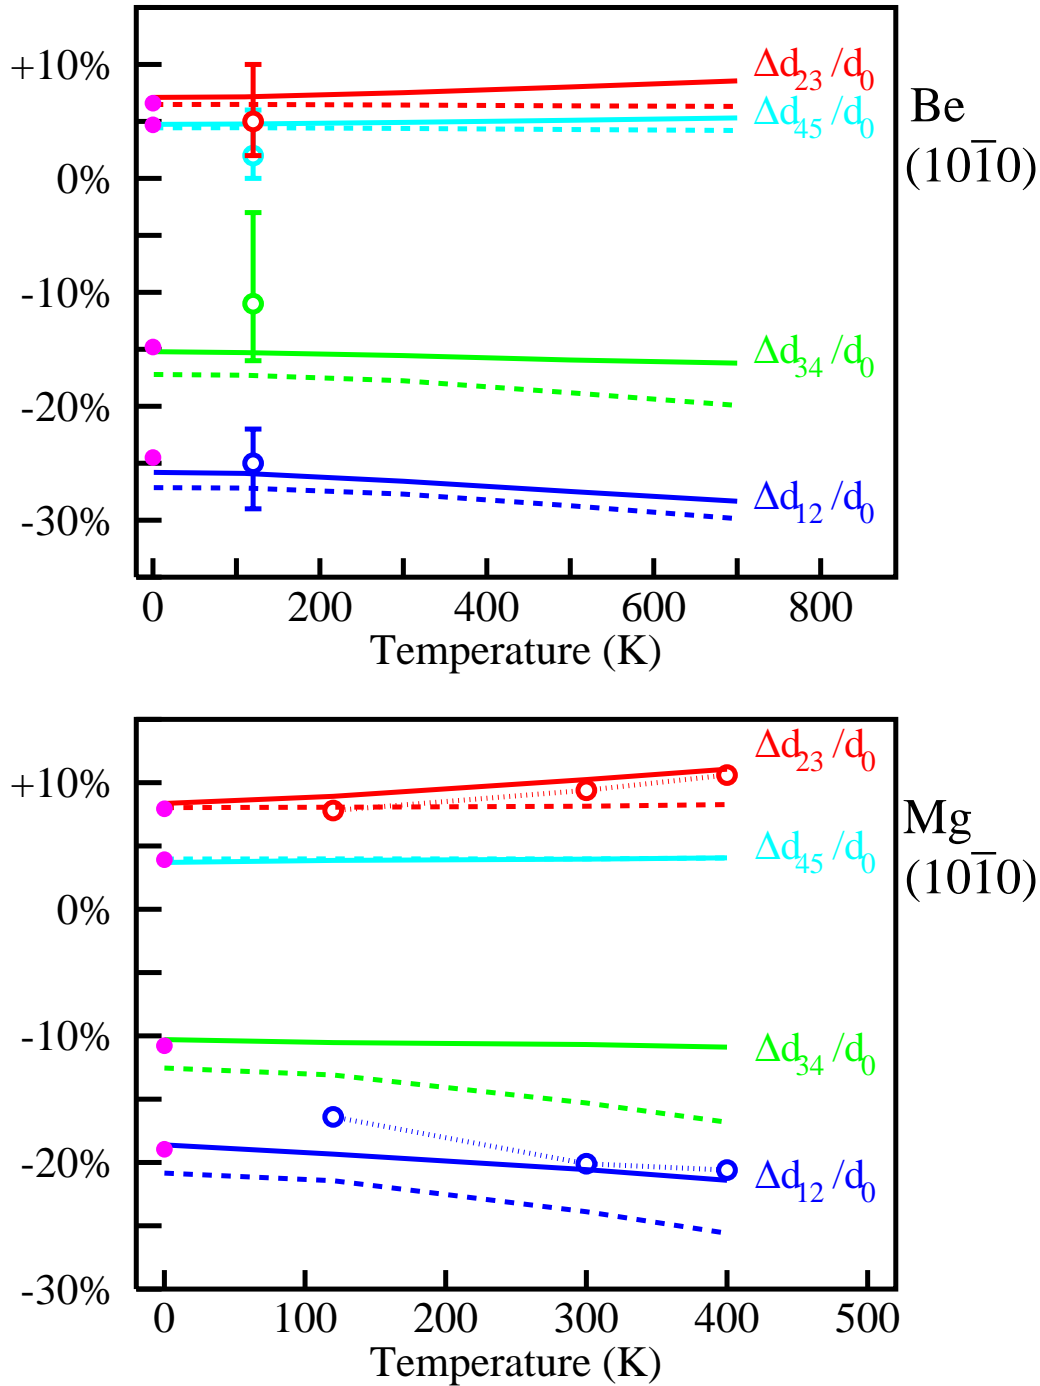 +10%
0%
-10%
-20%
-30%
Δd23/d0
Δd45/d0
Δd34/d0
Δd12/d0
Be
(101̅0)
0 200 400 600 800
Temperature (K)
+10%
0%
-10%
-20%
-30%
Δd23/d0
Δd45/d0
Δd34/d0
Δd12/d0
Mg
(101̅0)
0 100 200 300 400 500
Temperature (K)